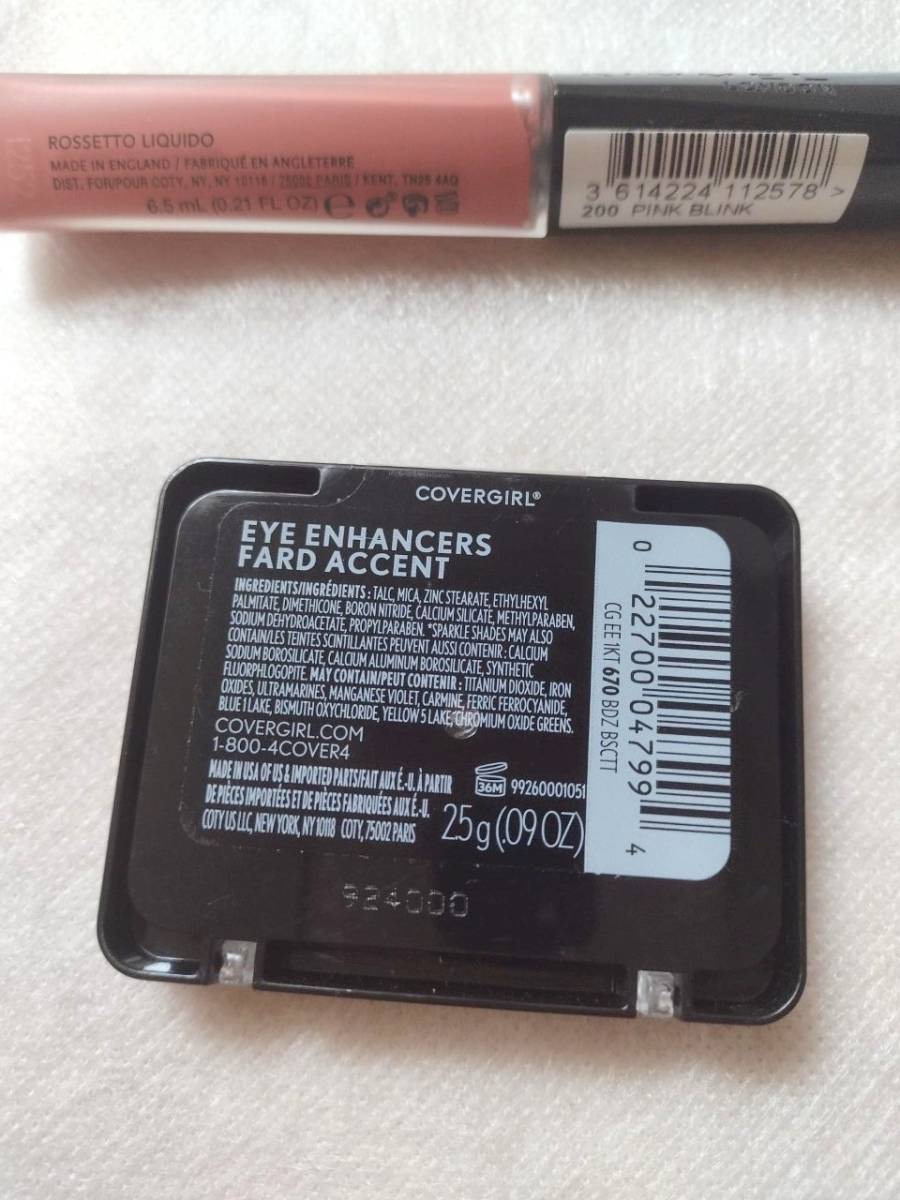 LONDON
ROSSETTO LIQUIDO
MADE IN ENGLAND / FABRIQUÉ EN ANGLETERRE
DIST. FOR/POUR COTY, NY, NY 10118 / 75002 PARIS / KENT, TN25 4AQ
6.5 mL (0.21 FL OZ) e
3 614224 112578 >
200 PINK BLINK
COVERGIRL®
EYE ENHANCERS
FARD ACCENT
INGREDIENTS/INGRÉDIENTS : TALC, MICA, ZINC STEARATE, ETHYLHEXYL
PALMITATE, DIMETHICONE, BORON NITRIDE, CALCIUM SILICATE, METHYLPARABEN,
SODIUM DEHYDROACETATE, PROPYLPARABEN. *SPARKLE SHADES MAY ALSO
CONTAIN/LES TEINTES SCINTILLANTES PEUVENT AUSSI CONTENIR : CALCIUM
SODIUM BOROSILICATE, CALCIUM ALUMINUM BOROSILICATE, SYNTHETIC
FLUORPHLOGOPITE. MAY CONTAIN/PEUT CONTENIR : TITANIUM DIOXIDE, IRON
OXIDES, ULTRAMARINES, MANGANESE VIOLET, CARMINE, FERRIC FERROCYANIDE,
BLUE 1 LAKE, BISMUTH OXYCHLORIDE, YELLOW 5 LAKE, CHROMIUM OXIDE GREENS.
COVERGIRL.COM
1-800-4COVER4
MADE IN USA OF US & IMPORTED PARTS/FAIT AUX É.-U. À PARTIR
DE PIÈCES IMPORTÉES ET DE PIÈCES FABRIQUÉES AUX É.-U.
COTY US LLC, NEW YORK, NY 10118 COTY, 75002 PARIS
36M 99260001051
2.5 g (.09 OZ)
0 22700 04799 4
CG EE 1KT 670 BDZ BSCTT
924000